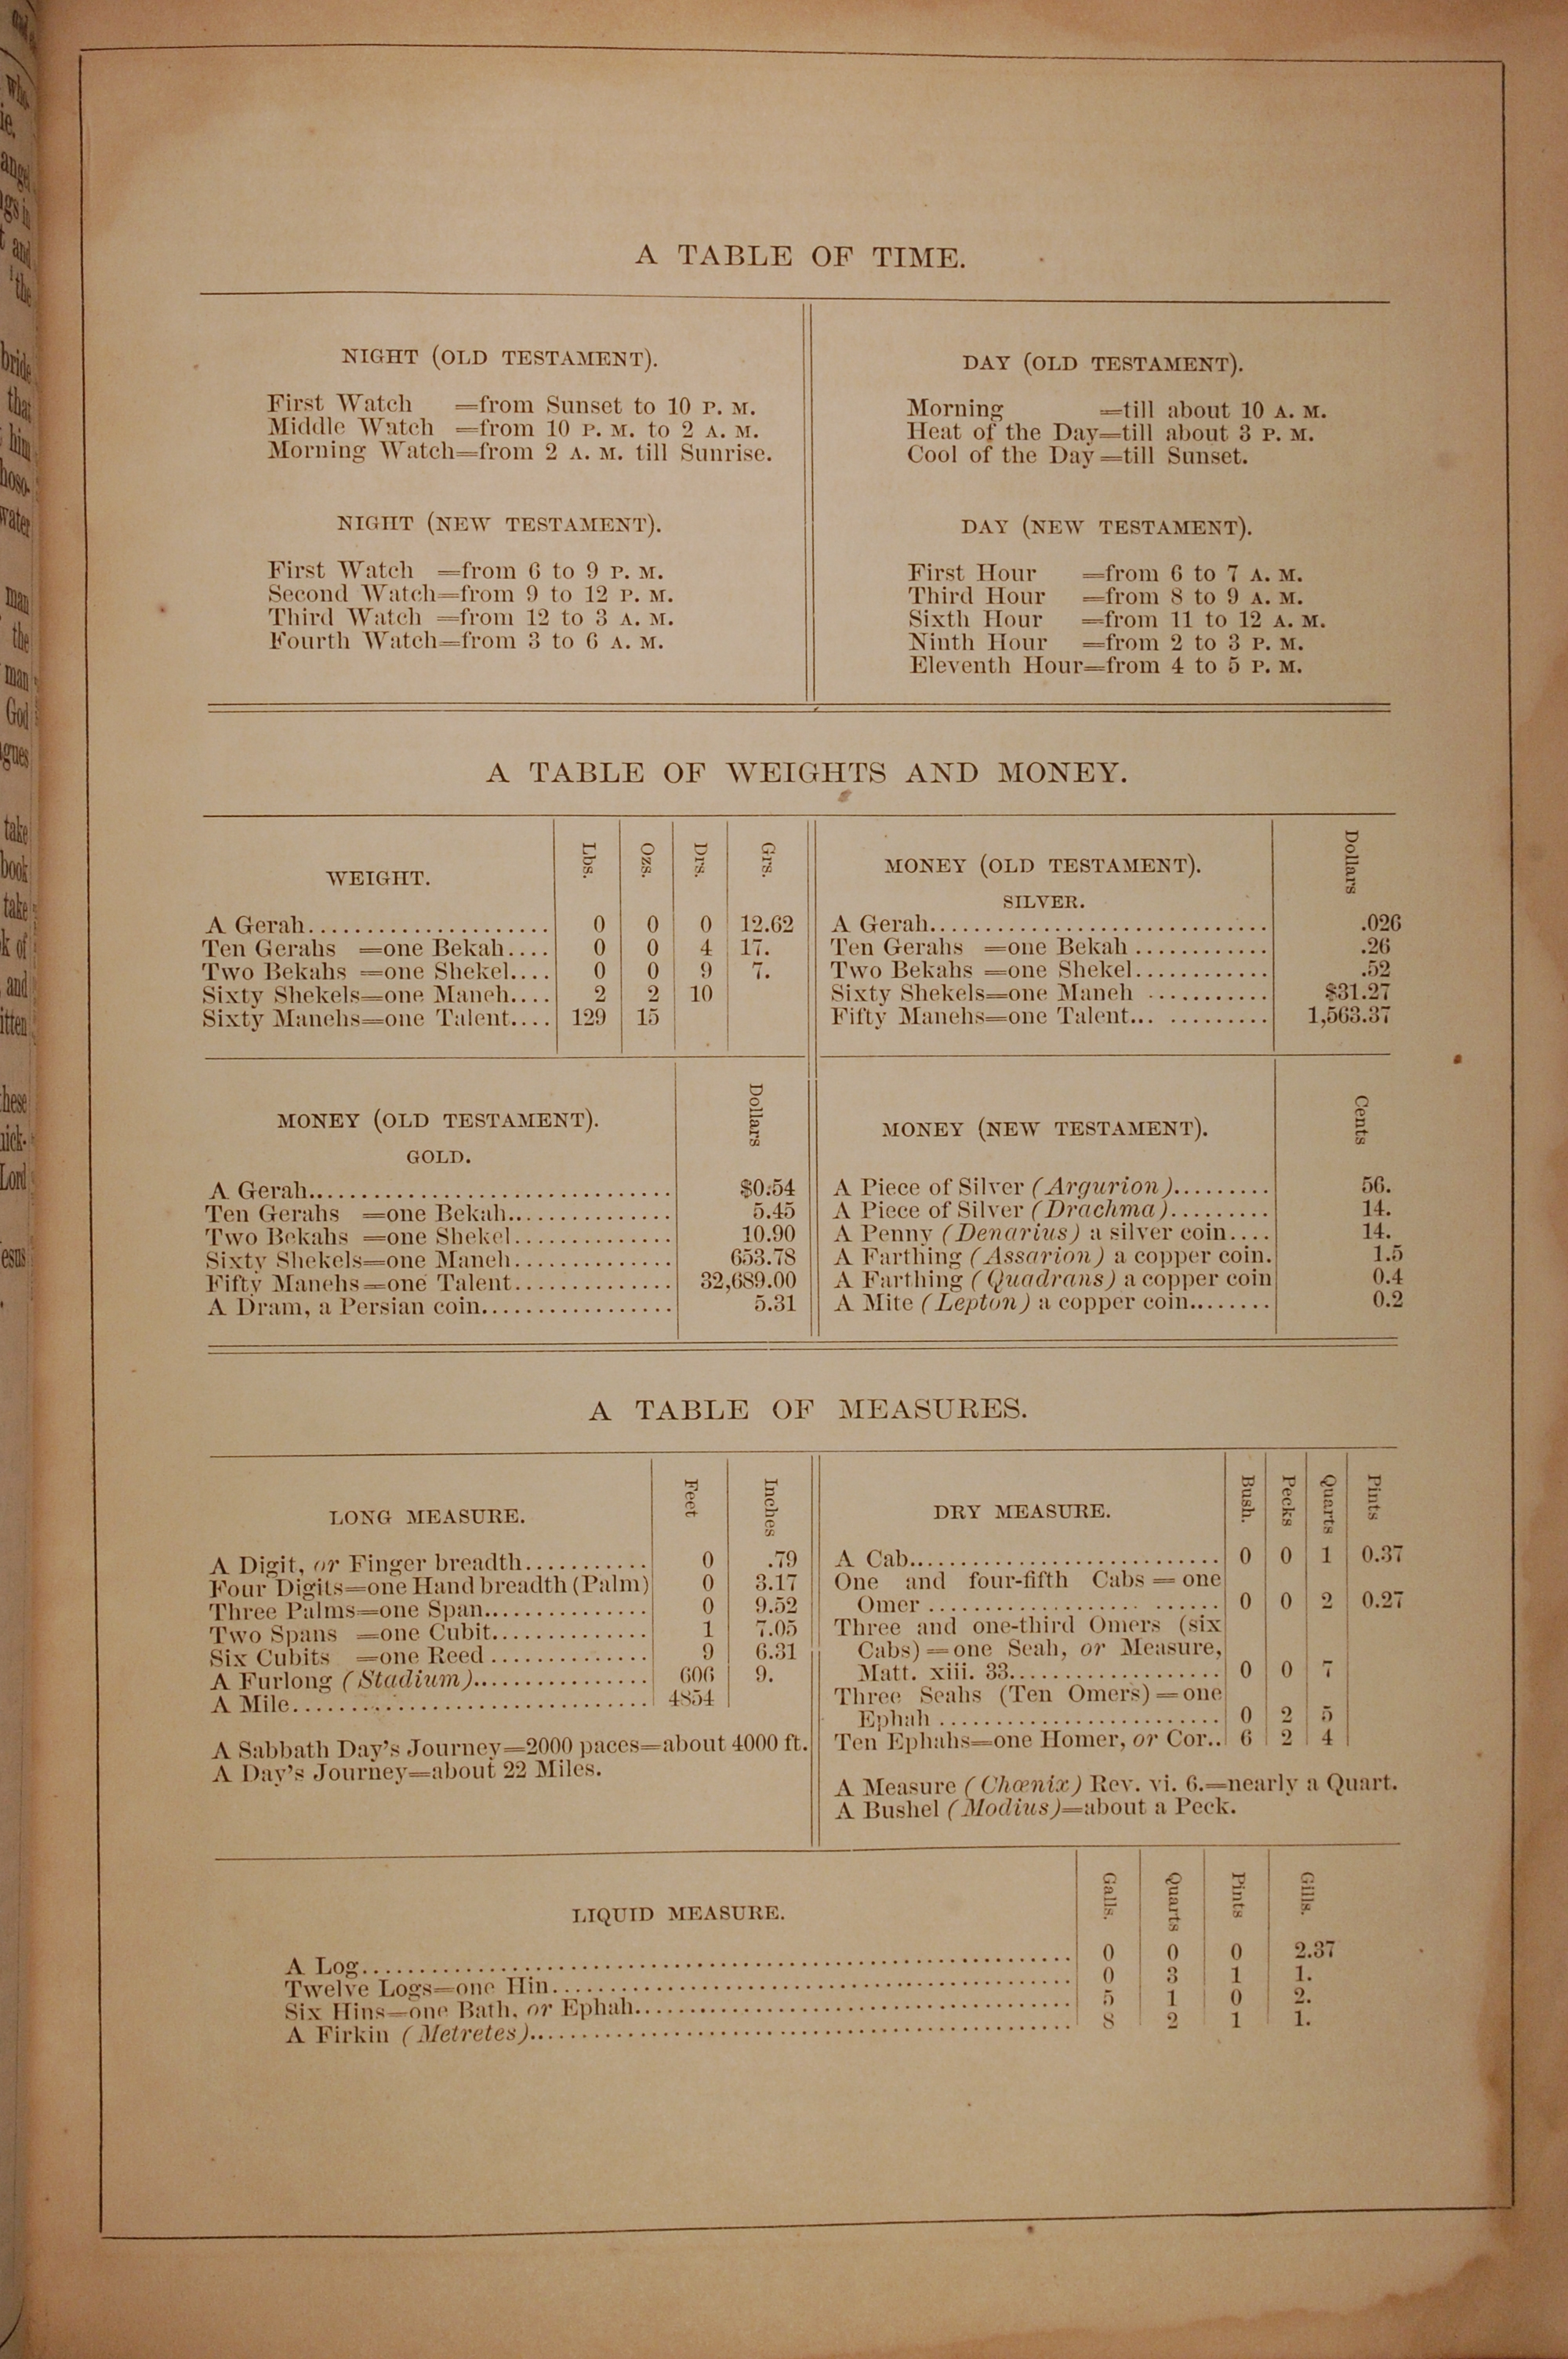 A TABLE OF TIME.
NIGHT (OLD TESTAMENT).
First Watch =from Sunset to 10 P. M.
Middle Watch =from 10 P. M. to 2 A. M.
Morning Watch=from 2 A. M. till Sunrise.
NIGHT (NEW TESTAMENT).
First Watch =from 6 to 9 P. M.
Second Watch=from 9 to 12 P. M.
Third Watch =from 12 to 3 A. M.
Fourth Watch=from 3 to 6 A. M.
DAY (OLD TESTAMENT).
Morning =till about 10 A. M.
Heat of the Day=till about 3 P. M.
Cool of the Day=till Sunset.
DAY (NEW TESTAMENT).
First Hour =from 6 to 7 A. M.
Third Hour =from 8 to 9 A. M.
Sixth Hour =from 11 to 12 A. M.
Ninth Hour =from 2 to 3 P. M.
Eleventh Hour=from 4 to 5 P. M.
A TABLE OF WEIGHTS AND MONEY.
WEIGHT. Lbs. Ozs. Drs. Grs.
A Gerah..................... 0 0 0 12.62
Ten Gerahs =one Bekah.... 0 0 4 17.
Two Bekahs =one Shekel.... 0 0 9 7.
Sixty Shekels=one Maneh.... 2 2 10
Sixty Manehs=one Talent.... 129 15
MONEY (OLD TESTAMENT). Dollars
SILVER.
A Gerah............................. .026
Ten Gerahs =one Bekah ............ .26
Two Bekahs =one Shekel............ .52
Sixty Shekels=one Maneh ........... $31.27
Fifty Manehs=one Talent... ......... 1,563.37
MONEY (OLD TESTAMENT). Dollars
GOLD.
A Gerah................................ $0.54
Ten Gerahs =one Bekah............... 5.45
Two Bekahs =one Shekel.............. 10.90
Sixty Shekels=one Maneh.............. 653.78
Fifty Manehs=one Talent.............. 32,689.00
A Dram, a Persian coin................. 5.31
MONEY (NEW TESTAMENT). Cents
A Piece of Silver (Argurion)......... 56.
A Piece of Silver (Drachma)......... 14.
A Penny (Denarius) a silver coin.... 14.
A Farthing (Assarion) a copper coin. 1.5
A Farthing (Quadrans) a copper coin 0.4
A Mite (Lepton) a copper coin........ 0.2
A TABLE OF MEASURES.
LONG MEASURE. Feet Inches
A Digit, or Finger breadth........... 0 .79
Four Digits=one Hand breadth (Palm) 0 3.17
Three Palms=one Span............... 0 9.52
Two Spans =one Cubit.............. 1 7.05
Six Cubits =one Reed .............. 9 6.31
A Furlong (Stadium)................ 606 9.
A Mile............................... 4854
A Sabbath Day's Journey=2000 paces=about 4000 ft.
A Day's Journey=about 22 Miles.
DRY MEASURE. Bush. Pecks Quarts Pints
A Cab........................... 0 0 1 0.37
One and four-fifth Cabs = one
Omer .................. ...... 0 0 2 0.27
Three and one-third Omers (six
Cabs)=one Seah, or Measure,
Matt. xiii. 33................... 0 0 7
Three Seahs (Ten Omers)=one
Ephah ......................... 0 2 5
Ten Ephahs=one Homer, or Cor.. 6 2 4
A Measure (Chœnix) Rev. vi. 6.=nearly a Quart.
A Bushel (Modius)=about a Peck.
LIQUID MEASURE. Galls. Quarts Pints Gills.
A Log.............................................................. 0 0 0 2.37
Twelve Logs=one Hin............................................. 0 3 1 1.
Six Hins=one Bath, or Ephah...................................... 5 1 0 2.
A Firkin (Metretes)................................................ 8 2 1 1.